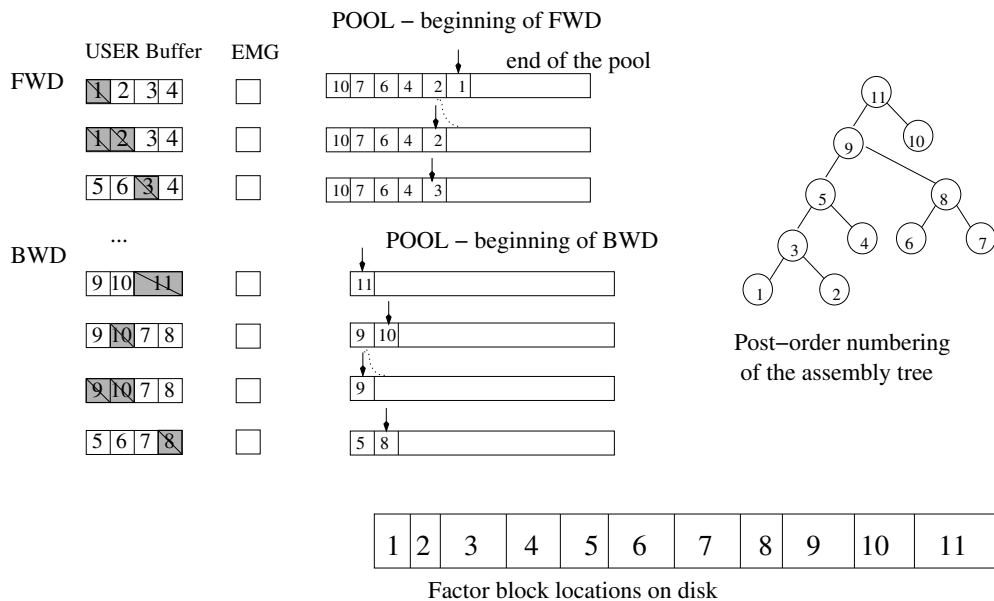 POOL – beginning of FWD
USER Buffer EMG
end of the pool
FWD 1 2 3 4 10 7 6 4 2 1
1 2 3 4 10 7 6 4 2
5 6 3 4 10 7 6 4 3
...
BWD POOL – beginning of BWD
9 10 11 11
9 10 7 8 9 10
9 10 7 8 9
5 6 7 8 5 8
11
10
9
5 8
3 4 6 7
1 2
Post–order numbering
of the assembly tree
1 2 3 4 5 6 7 8 9 10 11
Factor block locations on disk